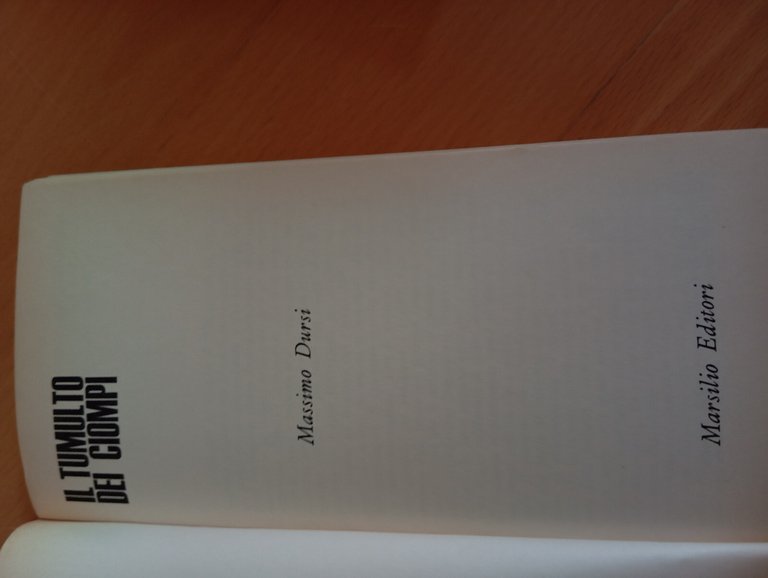 IL TUMULTO
DEI CIOMPI
Massimo Dursi
Marsilio Editori